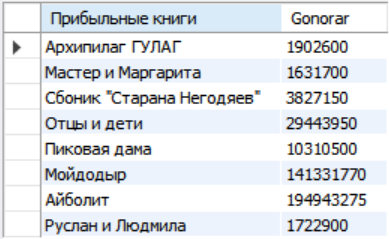 Прибыльные книги Gonorar
Архипилаг ГУЛАГ 1902600
Мастер и Маргарита 1631700
Сбоник "Старана Негодяев" 3827150
Отцы и дети 29443950
Пиковая дама 10310500
Мойдодыр 141331770
Айболит 194943275
Руслан и Людмила 1722900